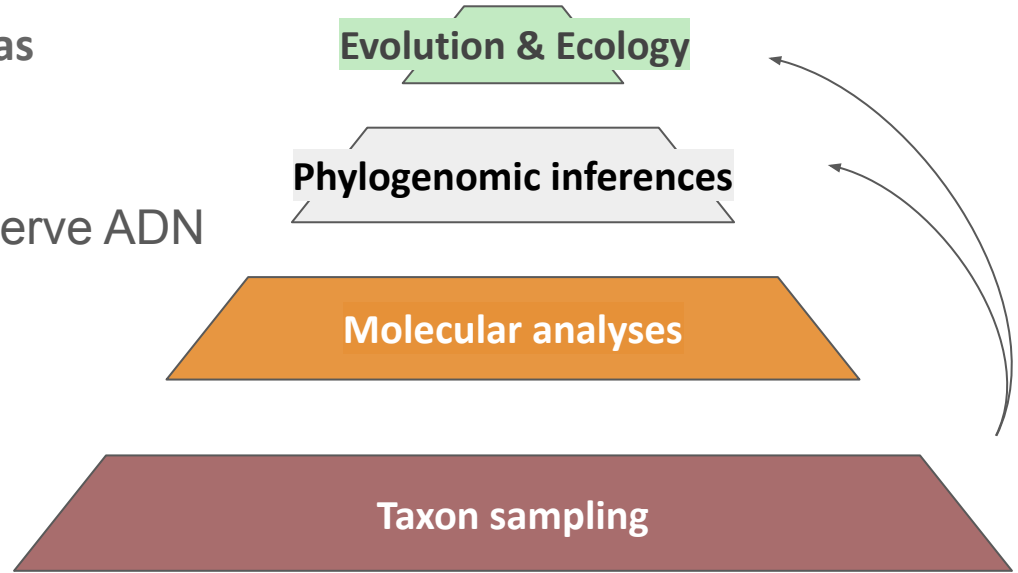 as
Evolution & Ecology
Phylogenomic inferences
erve ADN
Molecular analyses
Taxon sampling